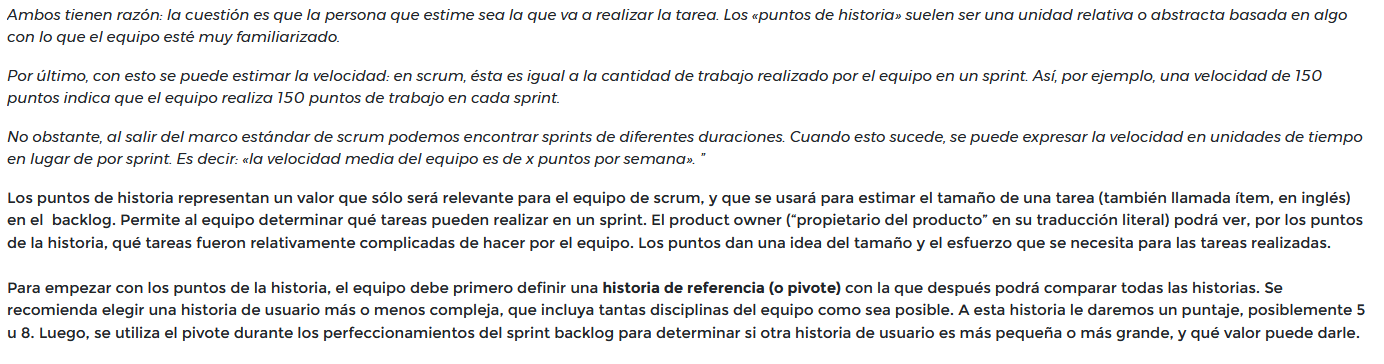 Ambos tienen razón: la cuestión es que la persona que estime sea la que va a realizar la tarea. Los «puntos de historia» suelen ser una unidad relativa o abstracta basada en algo
con lo que el equipo esté muy familiarizado.
Por último, con esto se puede estimar la velocidad: en scrum, ésta es igual a la cantidad de trabajo realizado por el equipo en un sprint. Así, por ejemplo, una velocidad de 150
puntos indica que el equipo realiza 150 puntos de trabajo en cada sprint.
No obstante, al salir del marco estándar de scrum podemos encontrar sprints de diferentes duraciones. Cuando esto sucede, se puede expresar la velocidad en unidades de tiempo
en lugar de por sprint. Es decir: «la velocidad media del equipo es de x puntos por semana». ”
Los puntos de historia representan un valor que sólo será relevante para el equipo de scrum, y que se usará para estimar el tamaño de una tarea (también llamada ítem, en inglés)
en el backlog. Permite al equipo determinar qué tareas pueden realizar en un sprint. El product owner (“propietario del producto” en su traducción literal) podrá ver, por los puntos
de la historia, qué tareas fueron relativamente complicadas de hacer por el equipo. Los puntos dan una idea del tamaño y el esfuerzo que se necesita para las tareas realizadas.
Para empezar con los puntos de la historia, el equipo debe primero definir una historia de referencia (o pivote) con la que después podrá comparar todas las historias. Se
recomienda elegir una historia de usuario más o menos compleja, que incluya tantas disciplinas del equipo como sea posible. A esta historia le daremos un puntaje, posiblemente 5
u 8. Luego, se utiliza el pivote durante los perfeccionamientos del sprint backlog para determinar si otra historia de usuario es más pequeña o más grande, y qué valor puede darle.